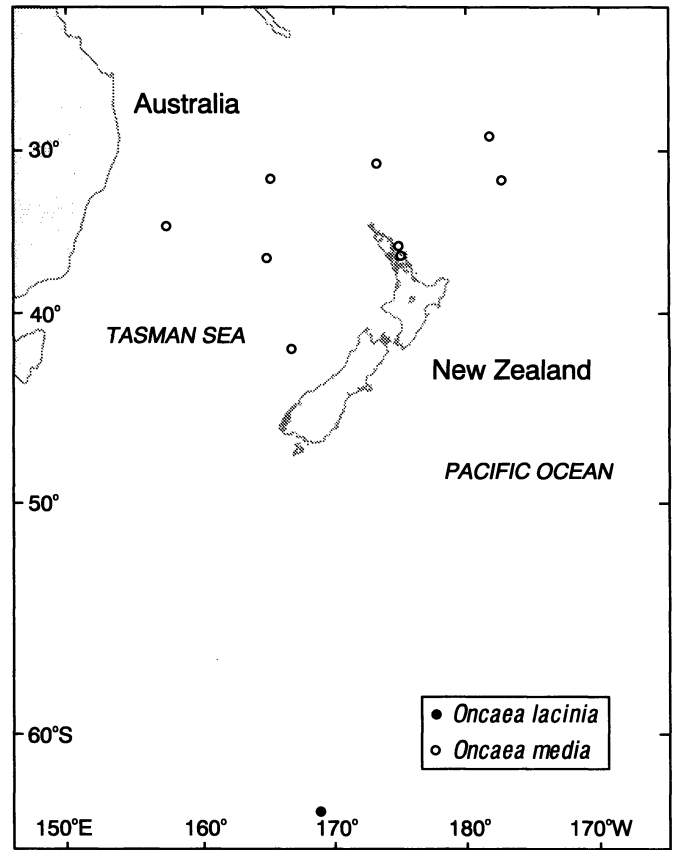 Australia
30°
40°
TASMAN SEA
New Zealand
PACIFIC OCEAN
50°
Oncaea lacinia
Oncaea media
60°S
150°E 160° 170° 180° 170°W